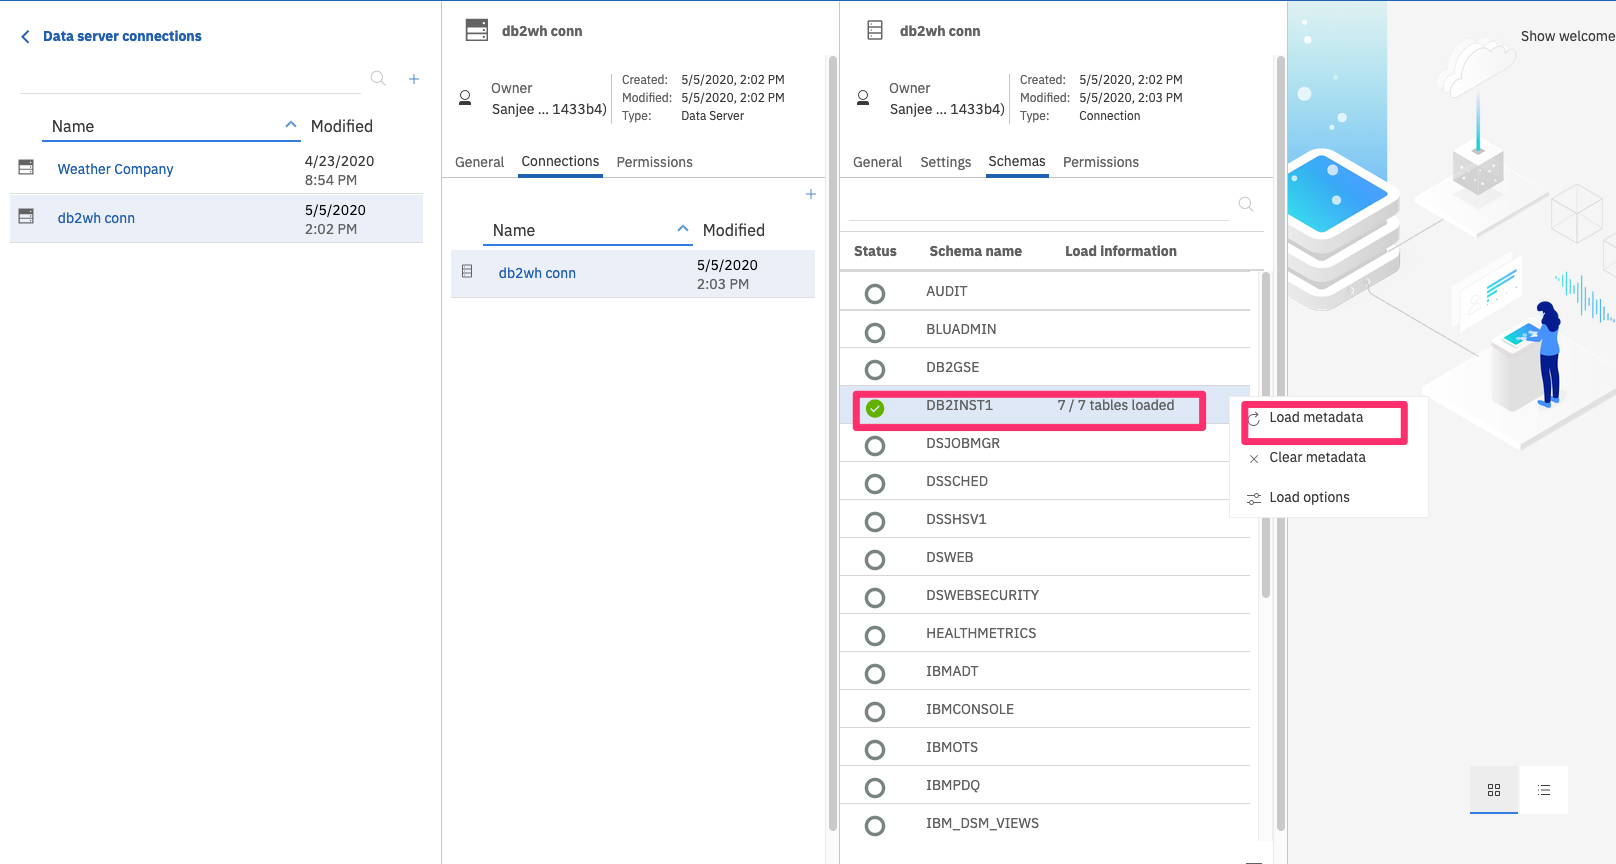 Data server connections
Name Modified
Weather Company 4/23/2020
8:54 PM
db2wh conn 5/5/2020
2:02 PM
db2wh conn
Owner
Sanjee ... 1433b4)
Created: 5/5/2020, 2:02 PM
Modified: 5/5/2020, 2:02 PM
Type: Data Server
General Connections Permissions
Name Modified
db2wh conn 5/5/2020
2:03 PM
db2wh conn
Owner
Sanjee ... 1433b4)
Created: 5/5/2020, 2:02 PM
Modified: 5/5/2020, 2:03 PM
Type: Connection
General Settings Schemas Permissions
Status Schema name Load information
AUDIT
BLUADMIN
DB2GSE
DB2INST1 7 / 7 tables loaded
DSJOBMGR
DSSCHED
DSSHSV1
DSWEB
DSWEBSECURITY
HEALTHMETRICS
IBMADT
IBMCONSOLE
IBMOTS
IBMPDQ
IBM_DSM_VIEWS
Load metadata
Clear metadata
Load options
Show welcome